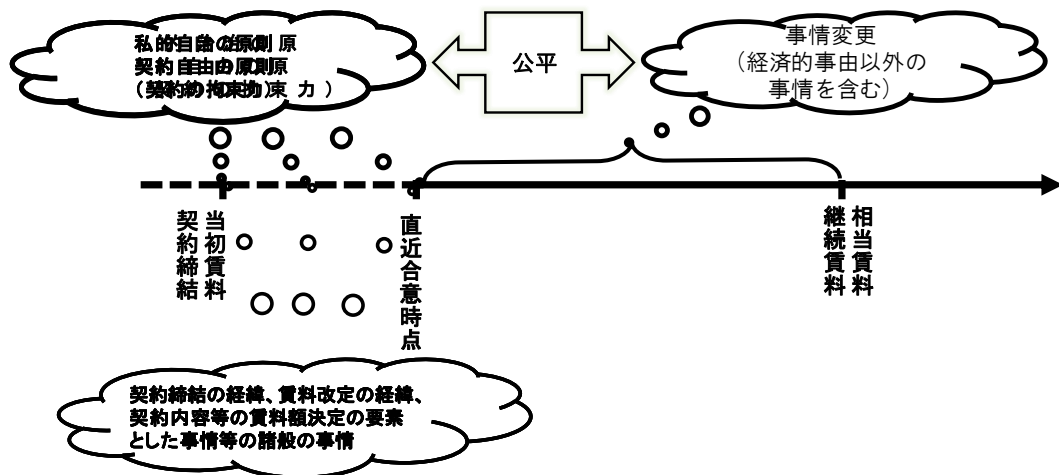 私的自治の原則
契約自由の原則
(契約の拘束力)
公平
事情変更
（経済的事由以外の
事情を含む）
当初賃料
契約締結
直近合意時点
相当賃料
継続賃料
契約締結の経緯、賃料改定の経緯、
契約内容等の賃料額決定の要素
とした事情等の諸般の事情